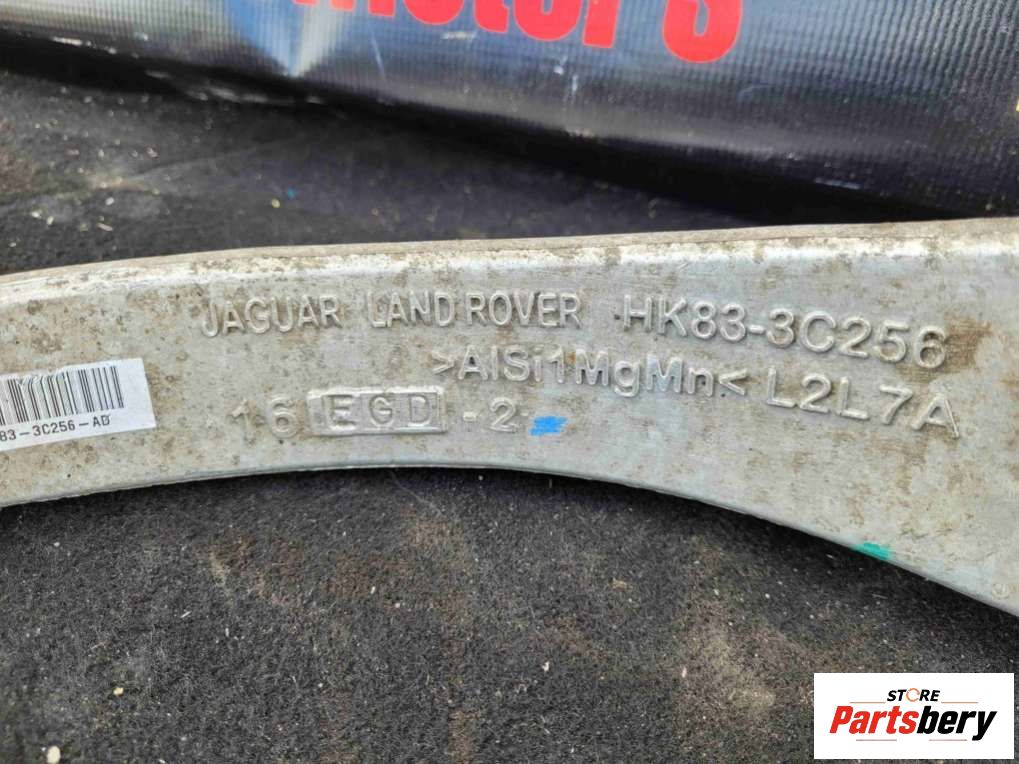 JAGUAR LAND ROVER HK83-3C256
>AlSi1MgMn< L2L7A
16 EGD -2
83-3C256-AD
STORE
Partsbery